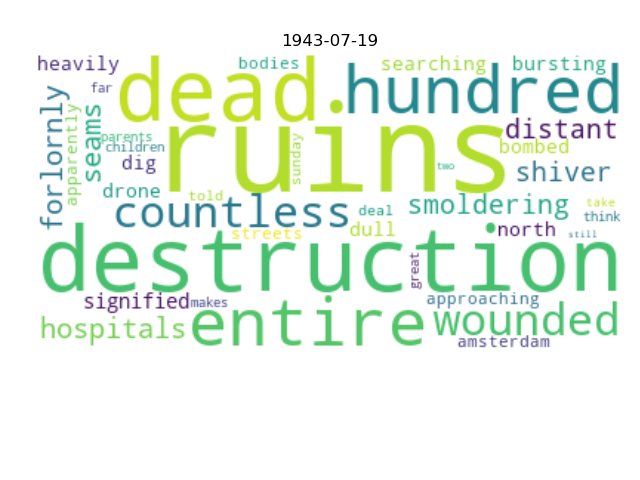 1943-07-19
heavily
bodies
searching
bursting
far
dead
hundred
forlornly
apparently
seams
parents
children
ruins
sunday
distant
bombed
dig
two
shiver
drone
told
countless
deal
smoldering
take
think
streets
dull
north
still
destruction
great
signified
makes
approaching
hospitals
entire
wounded
amsterdam